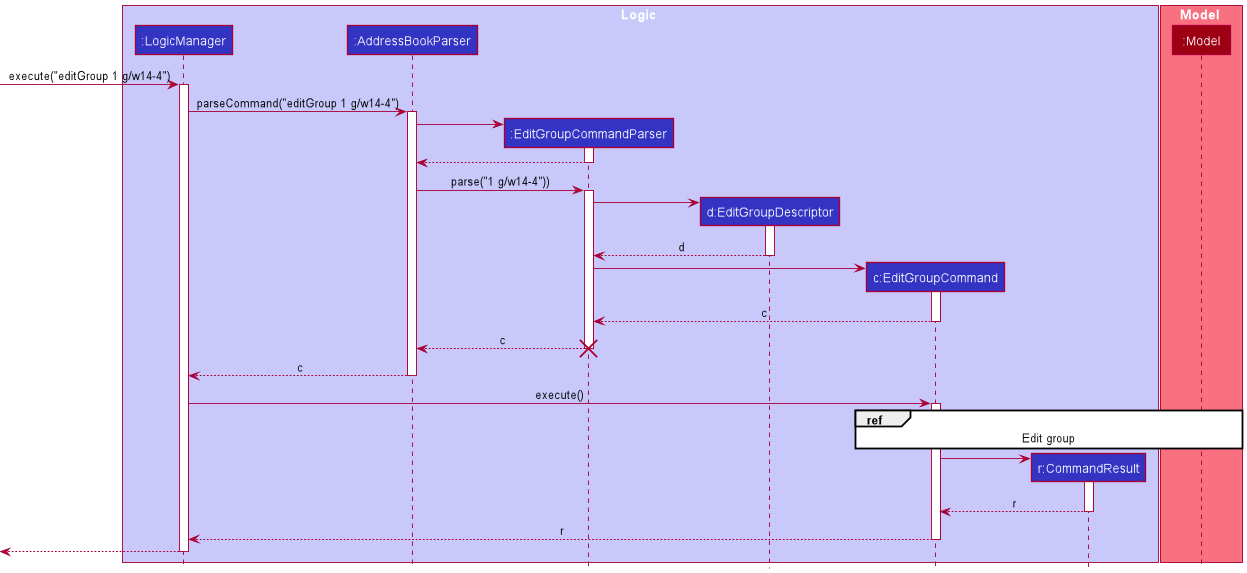 Logic
Model
:LogicManager
:AddressBookParser
:Model
execute("editGroup 1 g/w14-4")
parseCommand("editGroup 1 g/w14-4")
:EditGroupCommandParser
parse("1 g/w14-4"))
d:EditGroupDescriptor
d
c:EditGroupCommand
c
c
c
execute()
ref
Edit group
r:CommandResult
r
r